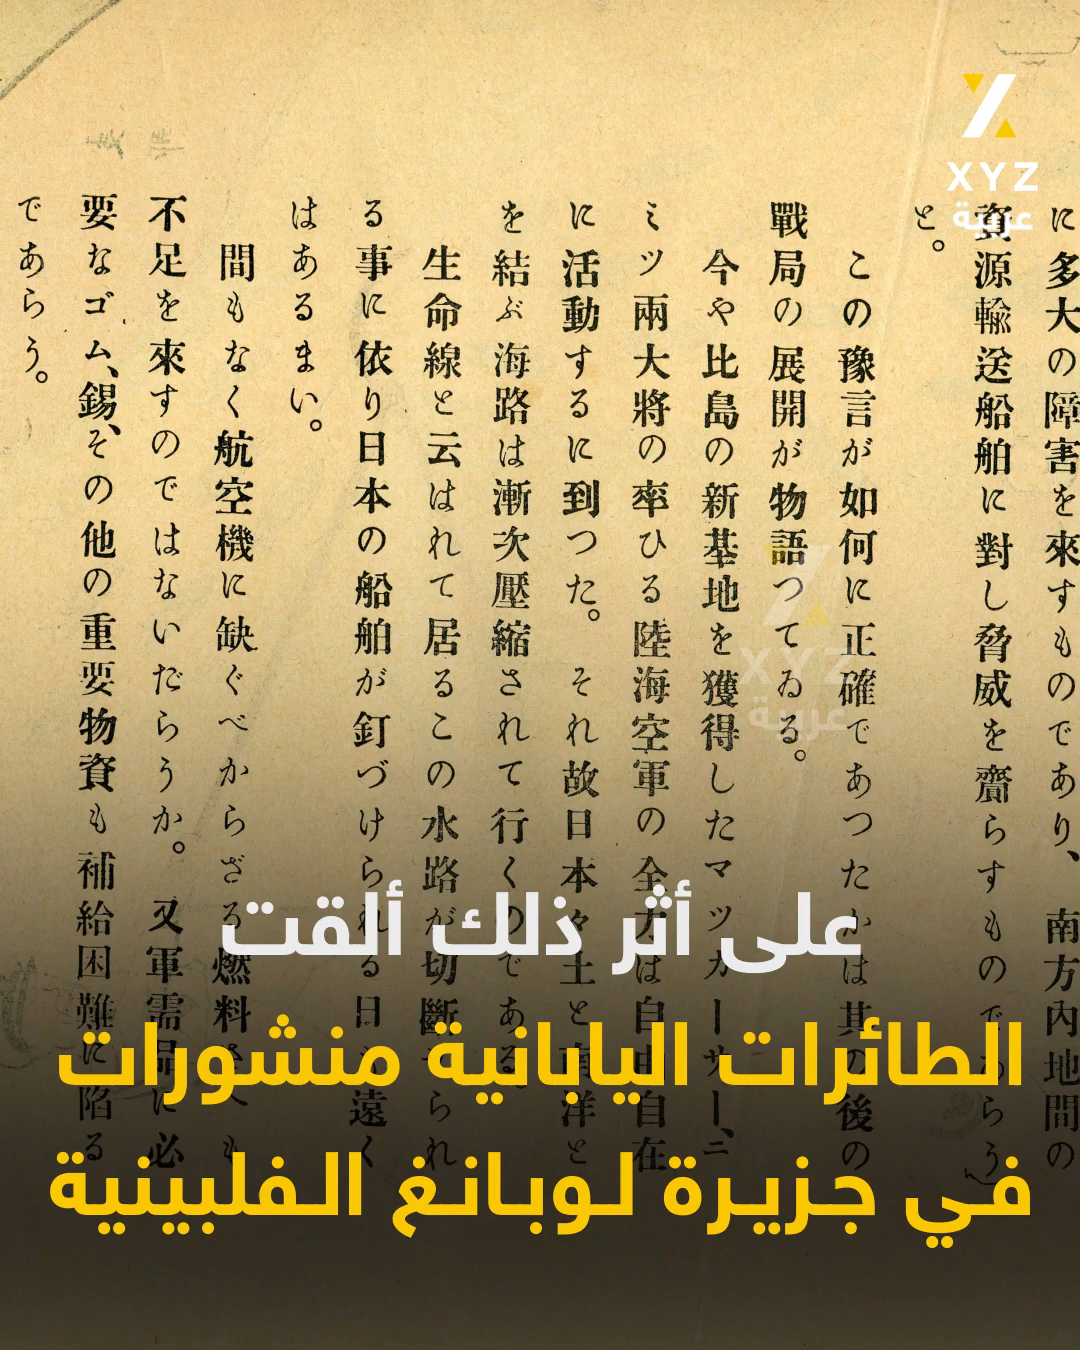 に多大の障害を來すものであり、南方內地間の
資源輸送船舶に對し脅威を齎らすものであらう
と。
この豫言が如何に正確であつたかは其の後の
戰局の展開が物語つてゐる。
今や比島の新基地を獲得したマツカーサー、ニ
ミツ兩大將の率ひる陸海空軍の全力は自由自在
に活動するに到つた。それ故日本々土と南洋と
を結ぶ海路は漸次壓縮されて行くのである。
生命線と云はれて居るこの水路が切斷られ
る事に依り日本の船舶が釘づけられる日も遠く
はあるまい。
間もなく航空機に缺ぐべからざる燃料さへも
不足を來すのではないだらうか。又軍需品に必
要なゴム、錫、その他の重要物資も補給困難に陷る
であらう。
XYZ
عربية
XYZ
عربية
على أثر ذلك ألقت
الطائرات اليابانية منشورات
في جزيرة لوبانغ الفلبينية